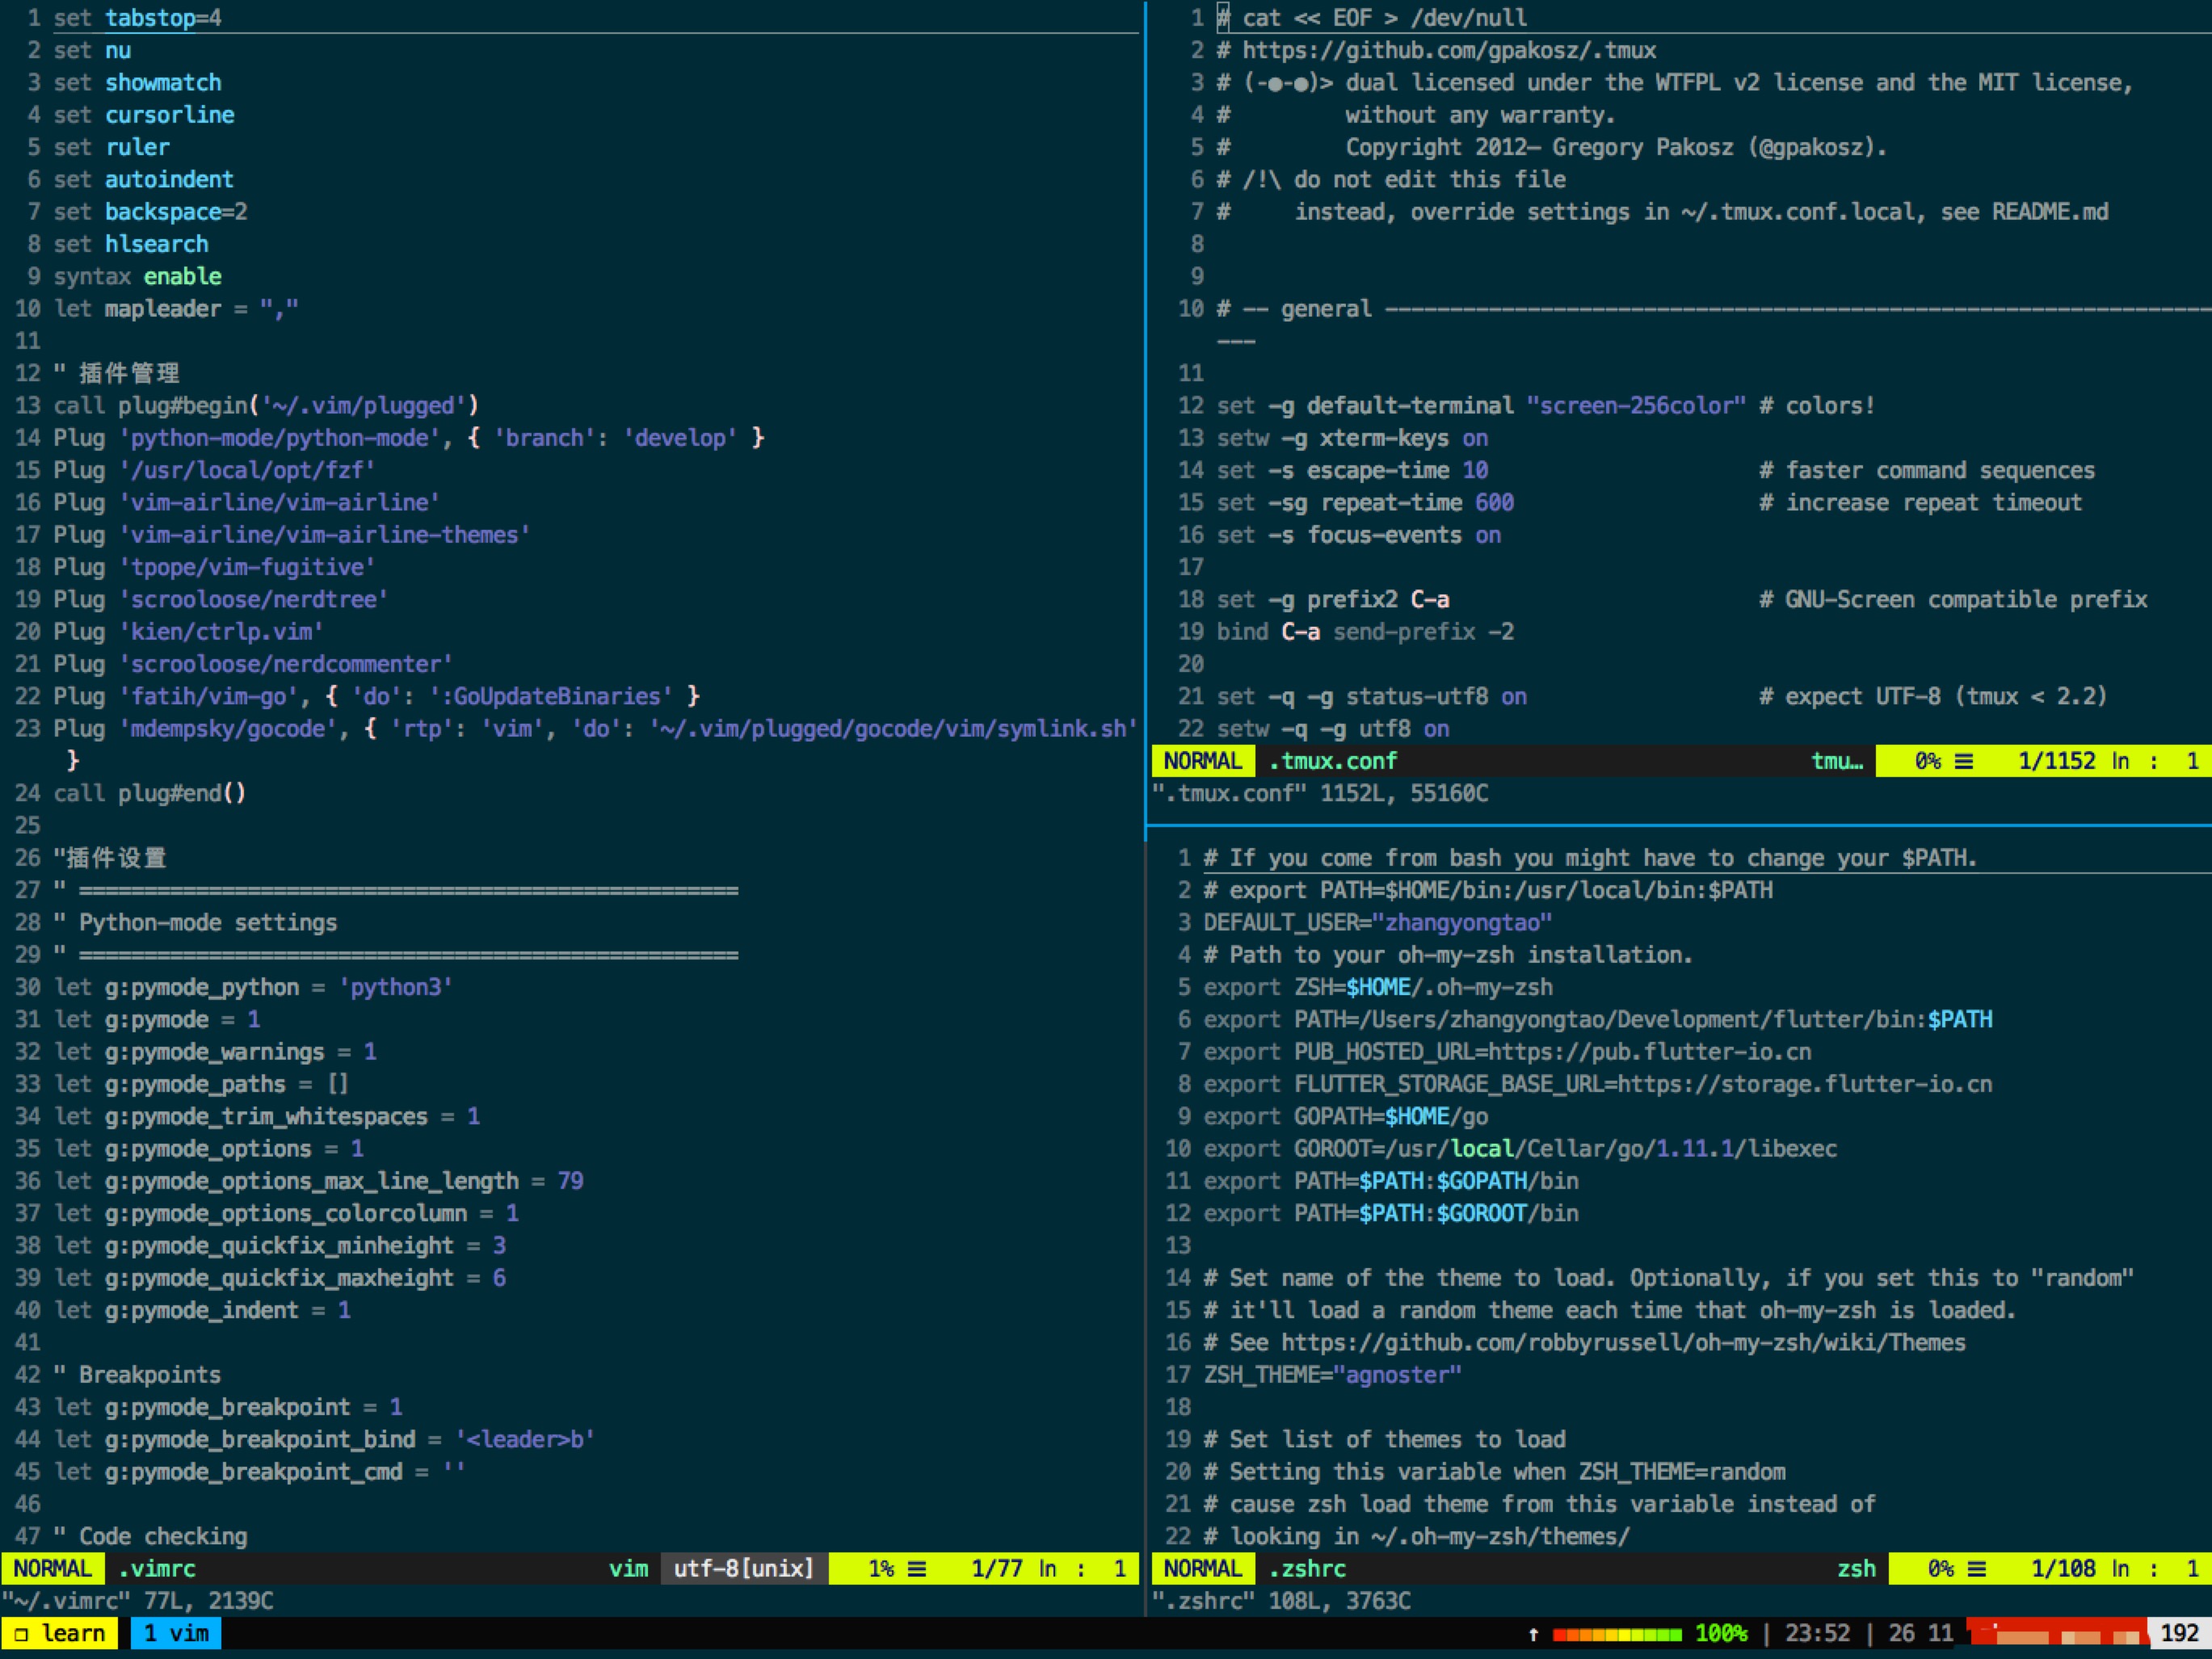 1 set tabstop=4
2 set nu
3 set showmatch
4 set cursorline
5 set ruler
6 set autoindent
7 set backspace=2
8 set hlsearch
9 syntax enable
10 let mapleader = ","
11
12 " 插件管理
13 call plug#begin('~/.vim/plugged')
14 Plug 'python-mode/python-mode', { 'branch': 'develop' }
15 Plug '/usr/local/opt/fzf'
16 Plug 'vim-airline/vim-airline'
17 Plug 'vim-airline/vim-airline-themes'
18 Plug 'tpope/vim-fugitive'
19 Plug 'scrooloose/nerdtree'
20 Plug 'kien/ctrlp.vim'
21 Plug 'scrooloose/nerdcommenter'
22 Plug 'fatih/vim-go', { 'do': ':GoUpdateBinaries' }
23 Plug 'mdempsky/gocode', { 'rtp': 'vim', 'do': '~/.vim/plugged/gocode/vim/symlink.sh'
}
24 call plug#end()
25
26 "插件设置
27 " ===================================================
28 " Python-mode settings
29 " ===================================================
30 let g:pymode_python = 'python3'
31 let g:pymode = 1
32 let g:pymode_warnings = 1
33 let g:pymode_paths = []
34 let g:pymode_trim_whitespaces = 1
35 let g:pymode_options = 1
36 let g:pymode_options_max_line_length = 79
37 let g:pymode_options_colorcolumn = 1
38 let g:pymode_quickfix_minheight = 3
39 let g:pymode_quickfix_maxheight = 6
40 let g:pymode_indent = 1
41
42 " Breakpoints
43 let g:pymode_breakpoint = 1
44 let g:pymode_breakpoint_bind = '<leader>b'
45 let g:pymode_breakpoint_cmd = ''
46
47 " Code checking
NORMAL .vimrc vim utf-8[unix] 1% ☰ 1/77 ln : 1
"~/.vimrc" 77L, 2139C
1 # cat << EOF > /dev/null
2 # https://github.com/gpakosz/.tmux
3 # (‑●‑●)> dual licensed under the WTFPL v2 license and the MIT license,
4 #         without any warranty.
5 #         Copyright 2012— Gregory Pakosz (@gpakosz).
6 # /!\ do not edit this file
7 #     instead, override settings in ~/.tmux.conf.local, see README.md
8
9
10 # -- general ----------------------------------------------------------------
---
11
12 set -g default-terminal "screen-256color" # colors!
13 setw -g xterm-keys on
14 set -s escape-time 10                     # faster command sequences
15 set -sg repeat-time 600                   # increase repeat timeout
16 set -s focus-events on
17
18 set -g prefix2 C-a                        # GNU-Screen compatible prefix
19 bind C-a send-prefix -2
20
21 set -q -g status-utf8 on                  # expect UTF-8 (tmux < 2.2)
22 setw -q -g utf8 on
NORMAL .tmux.conf tmu… 0% ☰ 1/1152 ln : 1
".tmux.conf" 1152L, 55160C
1 # If you come from bash you might have to change your $PATH.
2 # export PATH=$HOME/bin:/usr/local/bin:$PATH
3 DEFAULT_USER="zhangyongtao"
4 # Path to your oh-my-zsh installation.
5 export ZSH=$HOME/.oh-my-zsh
6 export PATH=/Users/zhangyongtao/Development/flutter/bin:$PATH
7 export PUB_HOSTED_URL=https://pub.flutter-io.cn
8 export FLUTTER_STORAGE_BASE_URL=https://storage.flutter-io.cn
9 export GOPATH=$HOME/go
10 export GOROOT=/usr/local/Cellar/go/1.11.1/libexec
11 export PATH=$PATH:$GOPATH/bin
12 export PATH=$PATH:$GOROOT/bin
13
14 # Set name of the theme to load. Optionally, if you set this to "random"
15 # it'll load a random theme each time that oh-my-zsh is loaded.
16 # See https://github.com/robbyrussell/oh-my-zsh/wiki/Themes
17 ZSH_THEME="agnoster"
18
19 # Set list of themes to load
20 # Setting this variable when ZSH_THEME=random
21 # cause zsh load theme from this variable instead of
22 # looking in ~/.oh-my-zsh/themes/
NORMAL .zshrc zsh 0% ☰ 1/108 ln : 1
".zshrc" 108L, 3763C
❐ learn 1 vim ↑ 100% | 23:52 | 26 11 192